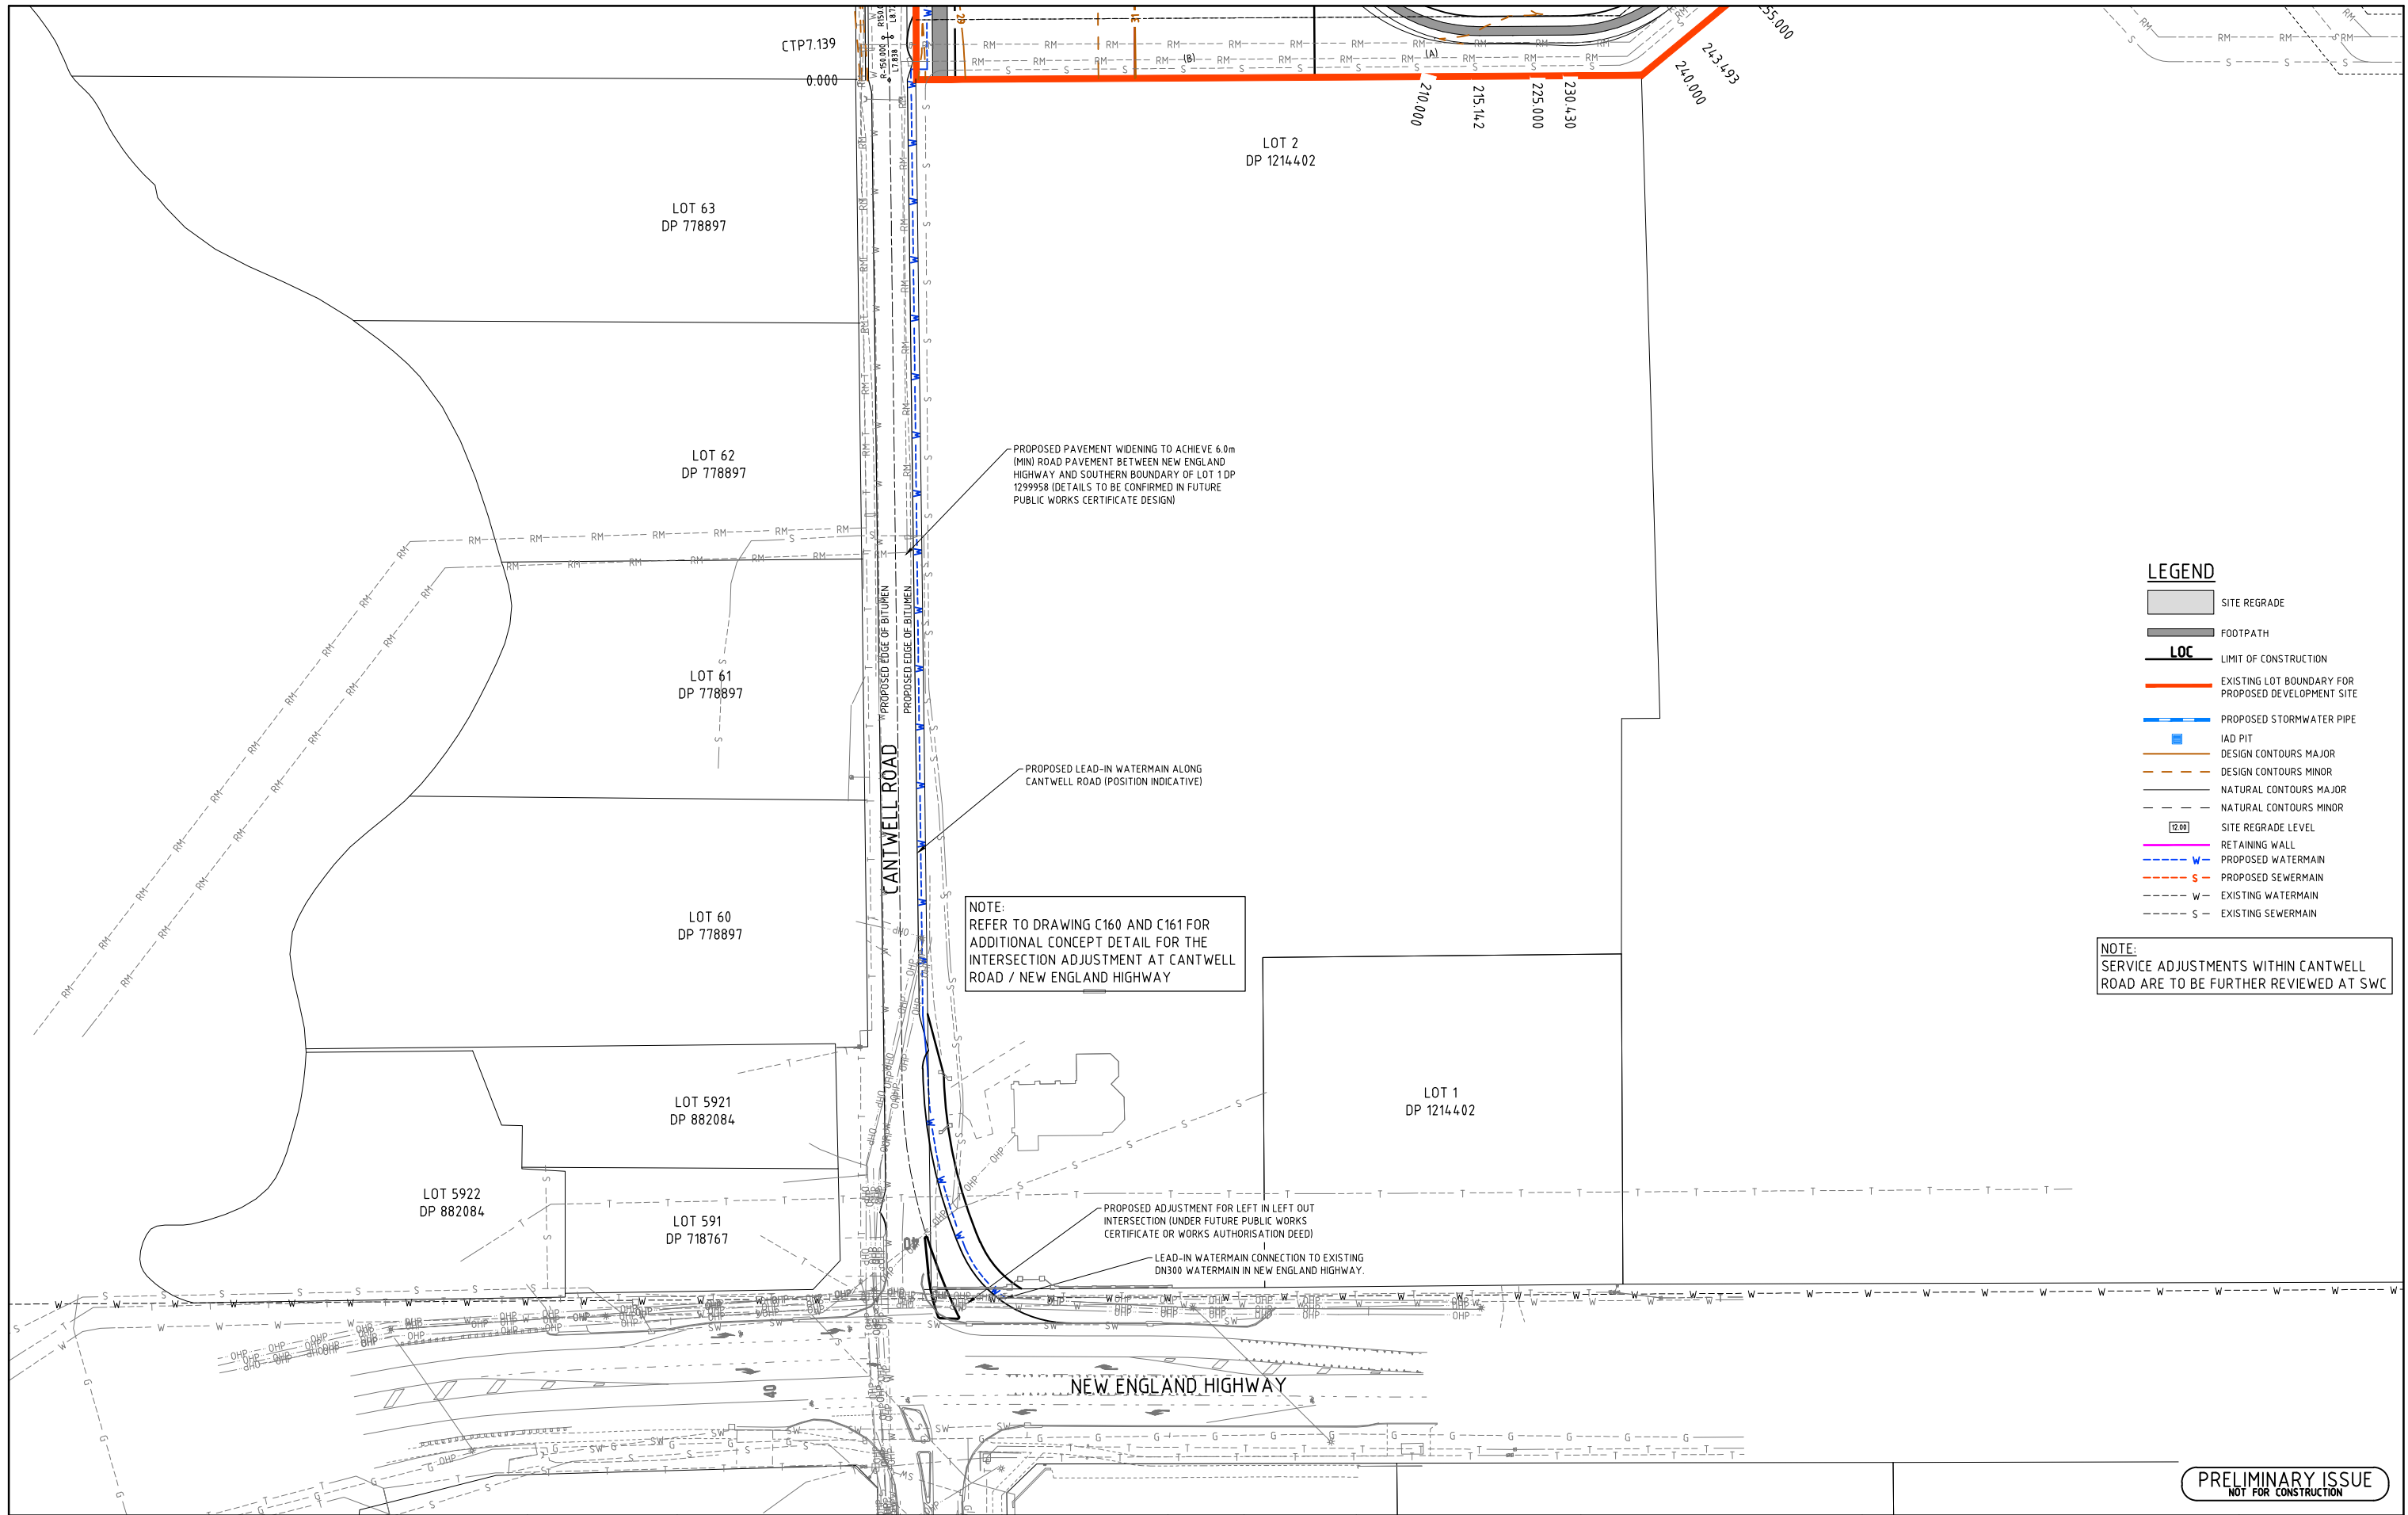 CTP7.139
0.000
R-150.000
L7.838
29
31
(A)
(B)
210.000
215.142
225.000
230.430
240.000
243.493
LOT 2
DP 1214402
LOT 63
DP 778897
LOT 62
DP 778897
PROPOSED PAVEMENT WIDENING TO ACHIEVE 6.0m
(MIN) ROAD PAVEMENT BETWEEN NEW ENGLAND
HIGHWAY AND SOUTHERN BOUNDARY OF LOT 1 DP
1299958 (DETAILS TO BE CONFIRMED IN FUTURE
PUBLIC WORKS CERTIFICATE DESIGN)
PROPOSED EDGE OF BITUMEN
PROPOSED EDGE OF BITUMEN
LOT 61
DP 778897
CANTWELL ROAD
PROPOSED LEAD-IN WATERMAIN ALONG
CANTWELL ROAD (POSITION INDICATIVE)
LOT 60
DP 778897
NOTE:
REFER TO DRAWING C160 AND C161 FOR
ADDITIONAL CONCEPT DETAIL FOR THE
INTERSECTION ADJUSTMENT AT CANTWELL
ROAD / NEW ENGLAND HIGHWAY
LOT 5921
DP 882084
LOT 1
DP 1214402
LOT 5922
DP 882084
LOT 591
DP 718767
PROPOSED ADJUSTMENT FOR LEFT IN LEFT OUT
INTERSECTION (UNDER FUTURE PUBLIC WORKS
CERTIFICATE OR WORKS AUTHORISATION DEED)
LEAD-IN WATERMAIN CONNECTION TO EXISTING
DN300 WATERMAIN IN NEW ENGLAND HIGHWAY.
40
40
NEW ENGLAND HIGHWAY
LEGEND
SITE REGRADE
FOOTPATH
LOC
LIMIT OF CONSTRUCTION
EXISTING LOT BOUNDARY FOR
PROPOSED DEVELOPMENT SITE
PROPOSED STORMWATER PIPE
IAD PIT
DESIGN CONTOURS MAJOR
DESIGN CONTOURS MINOR
NATURAL CONTOURS MAJOR
NATURAL CONTOURS MINOR
12.00 SITE REGRADE LEVEL
RETAINING WALL
W PROPOSED WATERMAIN
S PROPOSED SEWERMAIN
W EXISTING WATERMAIN
S EXISTING SEWERMAIN
NOTE:
SERVICE ADJUSTMENTS WITHIN CANTWELL
ROAD ARE TO BE FURTHER REVIEWED AT SWC
PRELIMINARY ISSUE
NOT FOR CONSTRUCTION